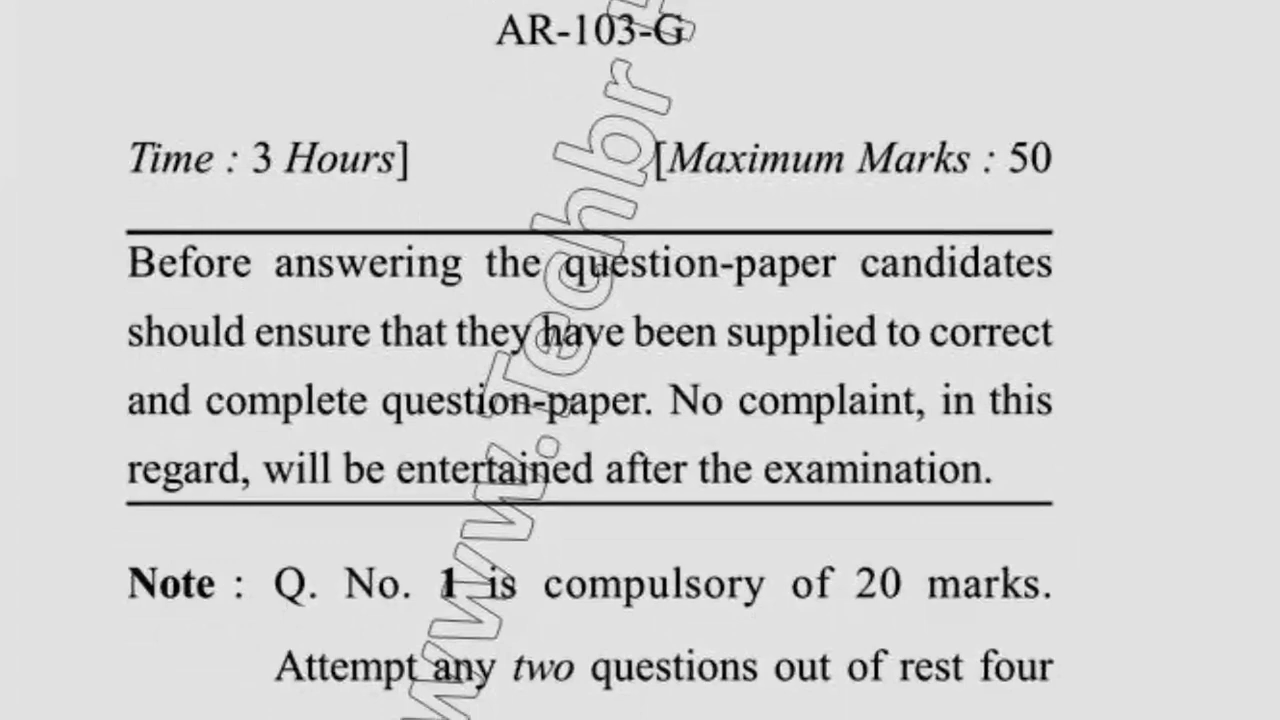 AR-103-G
Time : 3 Hours] [Maximum Marks : 50
Before answering the question-paper candidates
should ensure that they have been supplied to correct
and complete question-paper. No complaint, in this
regard, will be entertained after the examination.
Note : Q. No. 1 is compulsory of 20 marks.
Attempt any two questions out of rest four
www.Techbr